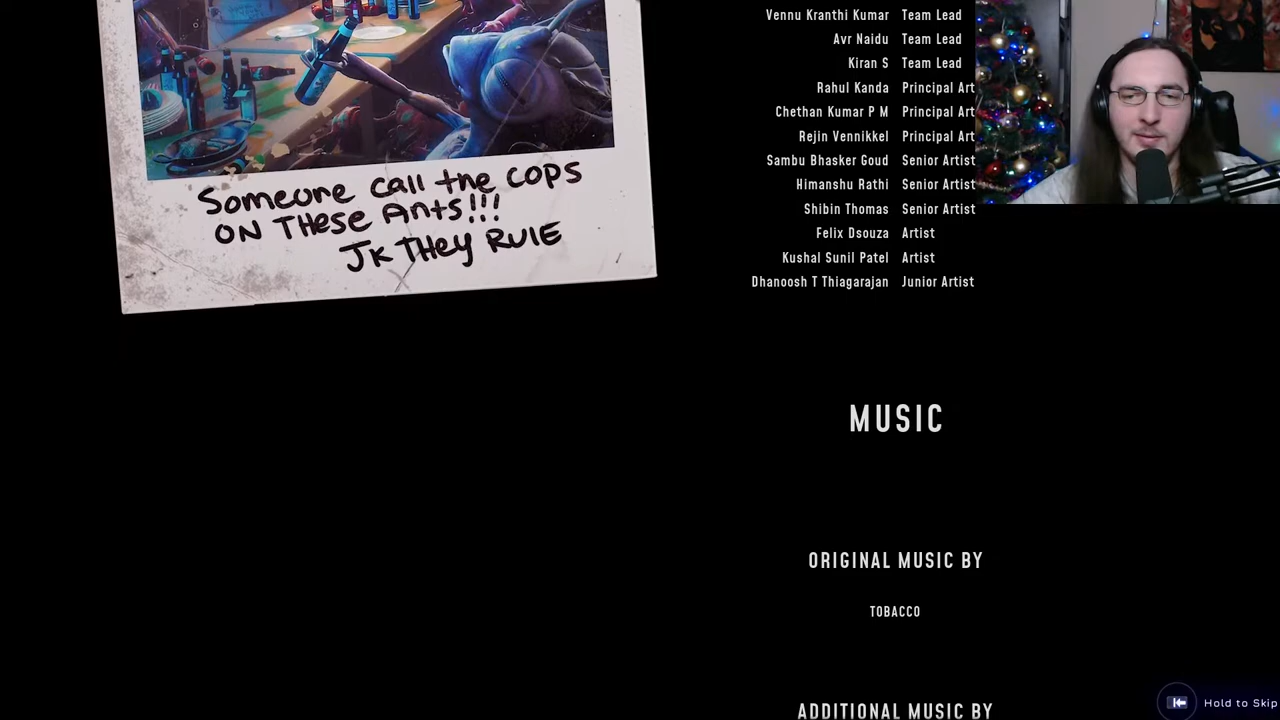 Someone call the cops
ON THese Ants!!!
JK THey RULE
Vennu Kranthi Kumar Team Lead
Avr Naidu Team Lead
Kiran S Team Lead
Rahul Kanda Principal Art
Chethan Kumar P M Principal Art
Rejin Vennikkel Principal Art
Sambu Bhasker Goud Senior Artist
Himanshu Rathi Senior Artist
Shibin Thomas Senior Artist
Felix Dsouza Artist
Kushal Sunil Patel Artist
Dhanoosh T Thiagarajan Junior Artist
MUSIC
ORIGINAL MUSIC BY
TOBACCO
ADDITIONAL MUSIC BY
Hold to Skip